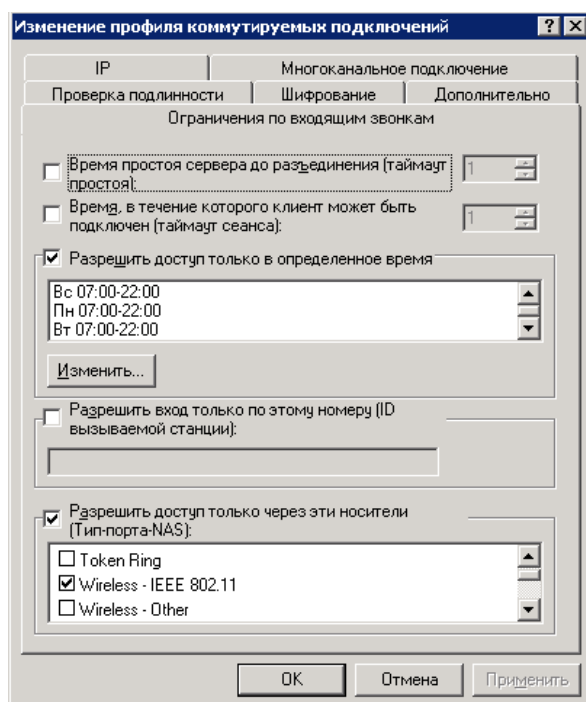 Изменение профиля коммутируемых подключений
IP
Многоканальное подключение
Проверка подлинности
Шифрование
Дополнительно
Ограничения по входящим звонкам
Время простоя сервера до разъединения (таймаут
простоя):
1
Время, в течение которого клиент может быть
подключен (таймаут сеанса):
1
Разрешить доступ только в определенное время
Вс 07:00-22:00
Пн 07:00-22:00
Вт 07:00-22:00
Изменить...
Разрешить вход только по этому номеру (ID
вызываемой станции):
Разрешить доступ только через эти носители
(Тип-порта-NAS):
Token Ring
Wireless - IEEE 802.11
Wireless - Other
OK
Отмена
Применить